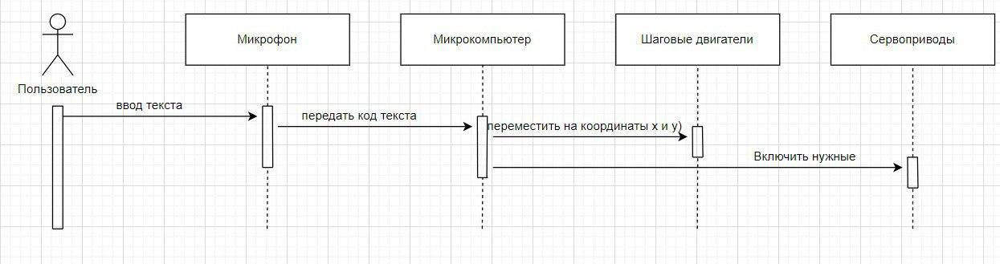 Микрофон
Микрокомпьютер
Шаговые двигатели
Сервоприводы
Пользователь
ввод текста
передать код текста
переместить на координаты x и y)
Включить нужные